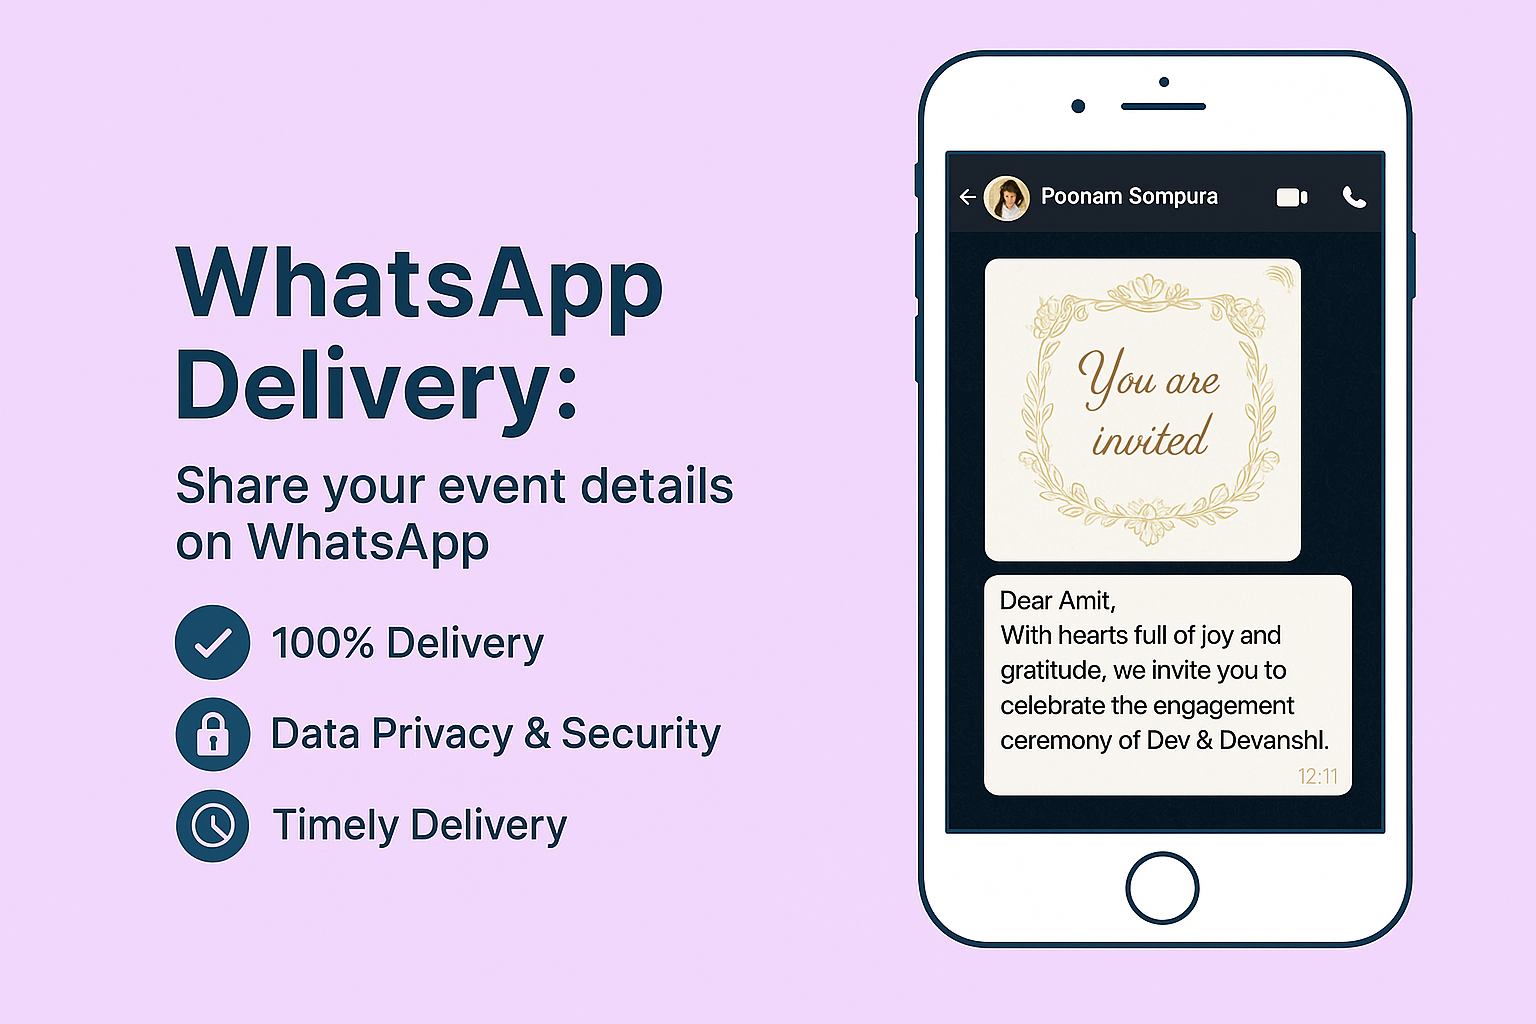 WhatsApp
Delivery:
Share your event details
on WhatsApp
100% Delivery
Data Privacy & Security
Timely Delivery
Poonam Sompura
You are
invited
Dear Amit,
With hearts full of joy and
gratitude, we invite you to
celebrate the engagement
ceremony of Dev & Devanshl.
12:11